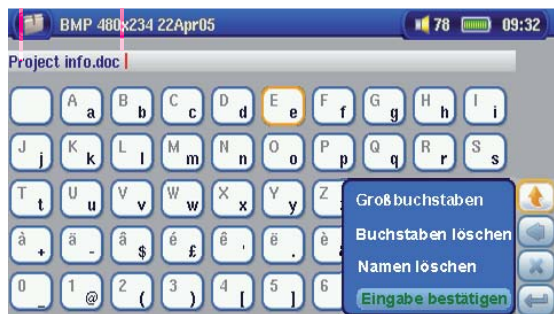 BMP 480x234 22Apr05 78 09:32
Project info.doc
A a B b C c D d E e F f G g H h I i
J j K k L l M m N n O o P p Q q R r S s
T t U u V v W w X x Y y Z
à + ä - â $ é £ ê ' ë . è
0 _ 1 @ 2 ( 3 ) 4 [ 5 ] 6
Großbuchstaben
Buchstaben löschen
Namen löschen
Eingabe bestätigen